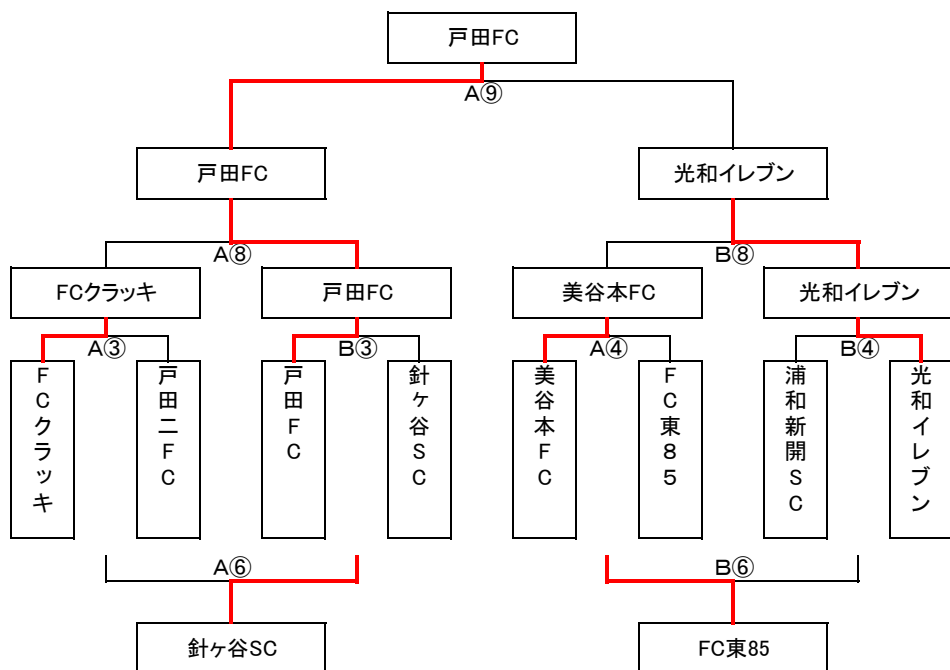 戸田FC
A⑨
戸田FC
光和イレブン
A⑧
B⑧
FCクラッキ
戸田FC
美谷本FC
光和イレブン
A③
B③
A④
B④
FCクラッキ
戸田二FC
戸田FC
針ヶ谷SC
美谷本FC
FC東85
浦和新開SC
光和イレブン
A⑥
B⑥
針ヶ谷SC
FC東85